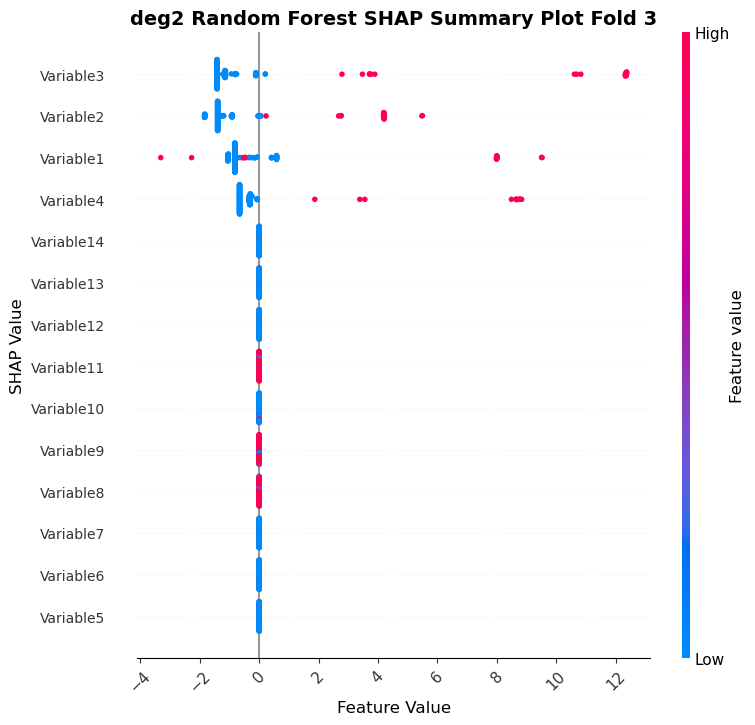 deg2 Random Forest SHAP Summary Plot Fold 3
High
Variable3
Variable2
Variable1
Variable4
Variable14
Variable13
Variable12
Variable11
Variable10
Variable9
Variable8
Variable7
Variable6
Variable5
SHAP Value
Feature value
Low
−4
−2
0
2
4
6
8
10
12
Feature Value